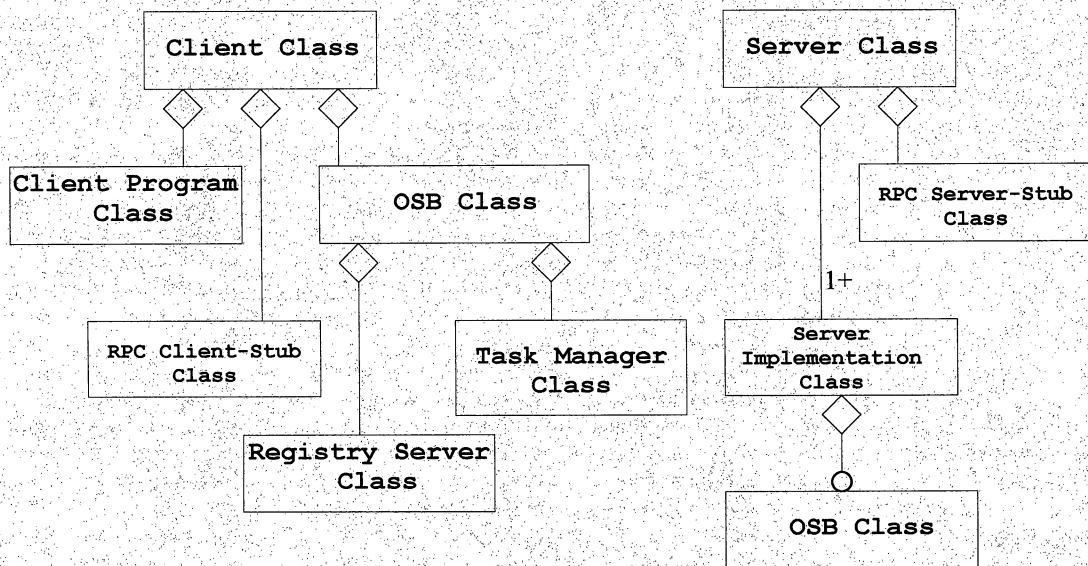 Client Class
Server Class
Client Program
Class
OSB Class
RPC Server-Stub
Class
1+
RPC Client-Stub
Class
Task Manager
Class
Server
Implementation
Class
Registry Server
Class
OSB Class